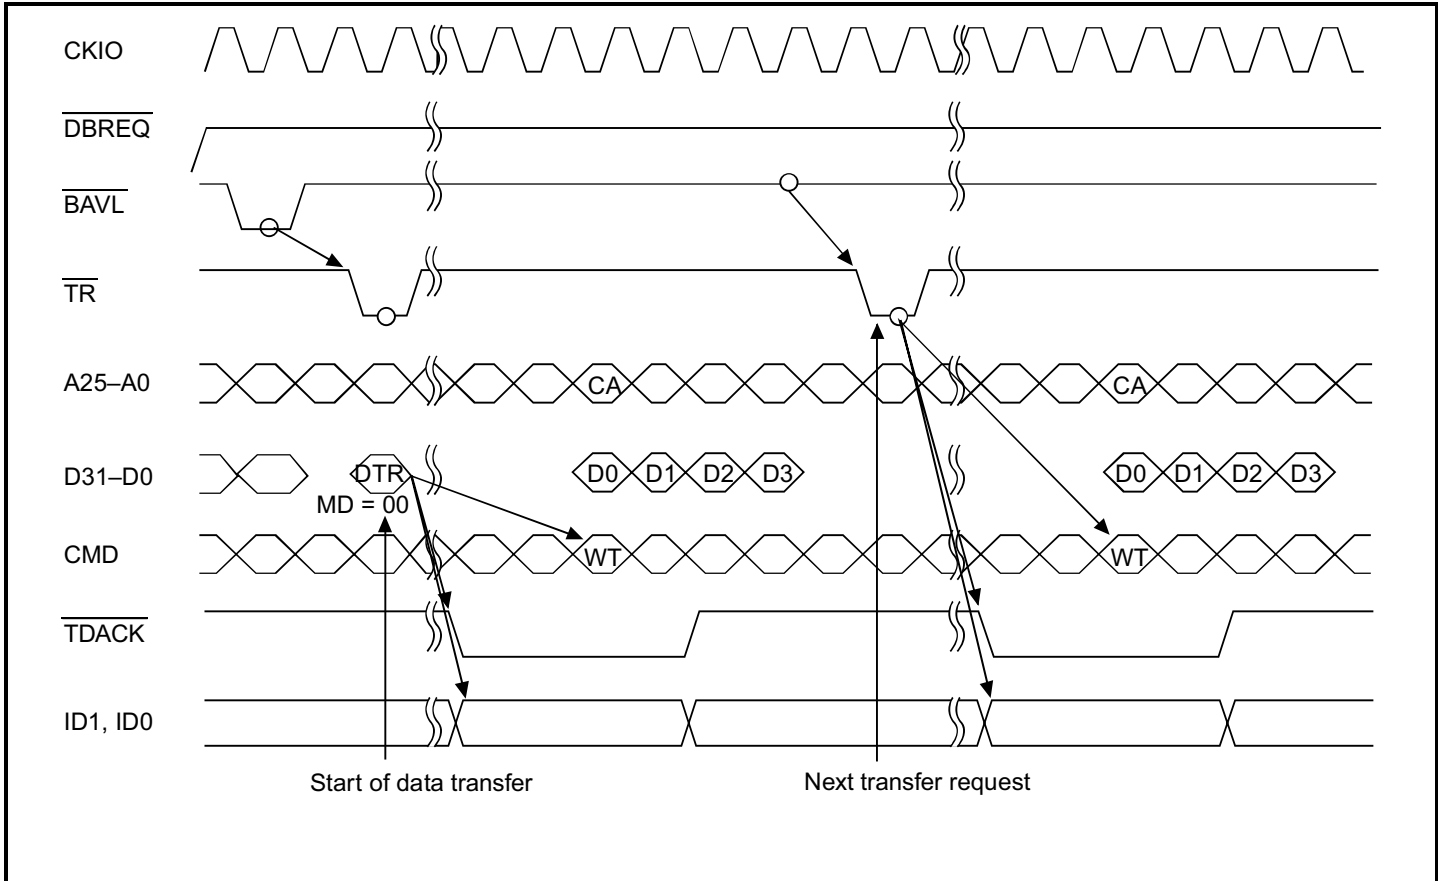 CKIO
DBREQ
BAVL
TR
A25–A0 CA CA
D31–D0 DTR D0 D1 D2 D3 D0 D1 D2 D3
MD = 00
CMD WT WT
TDACK
ID1, ID0
Start of data transfer Next transfer request